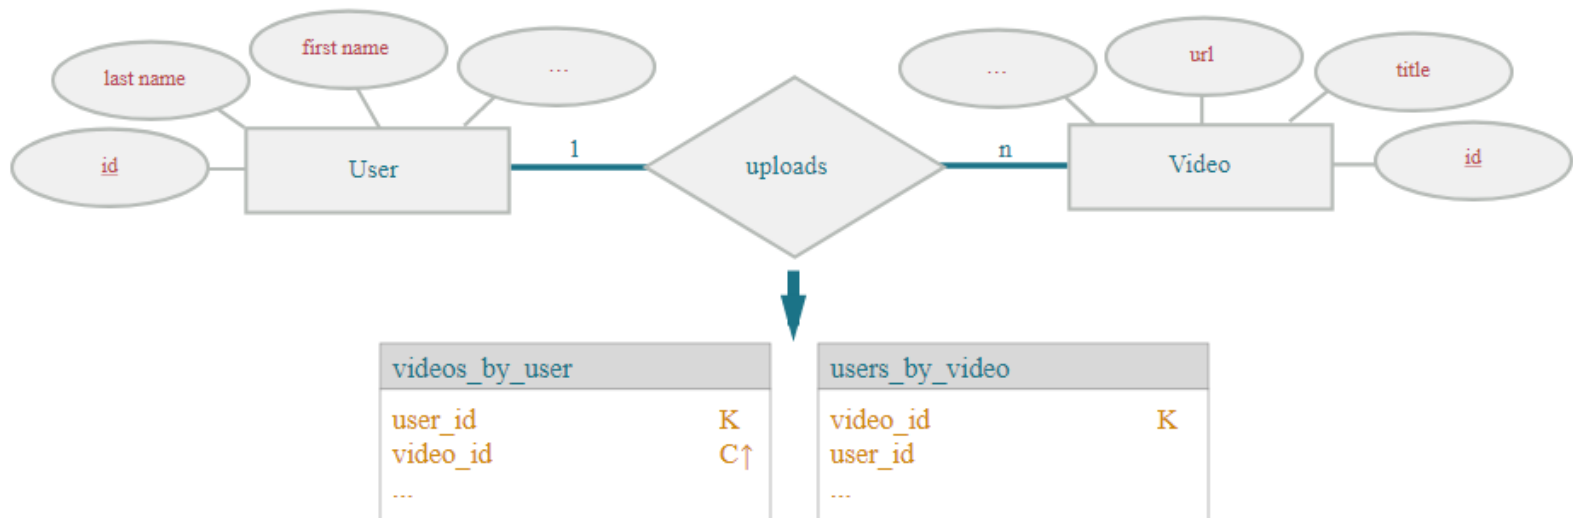 first name
last name
...
id
User
1
uploads
n
...
url
title
Video
id
videos_by_user
user_id K
video_id C↑
...
users_by_video
video_id K
user_id
...